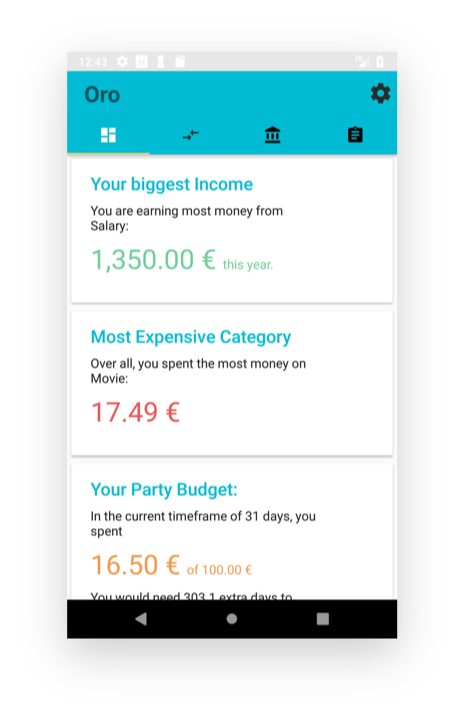 12:43
Oro
Your biggest Income
You are earning most money from
Salary:
1,350.00 € this year.
Most Expensive Category
Over all, you spent the most money on
Movie:
17.49 €
Your Party Budget:
In the current timeframe of 31 days, you
spent
16.50 € of 100.00 €
You would need 303.1 extra days to